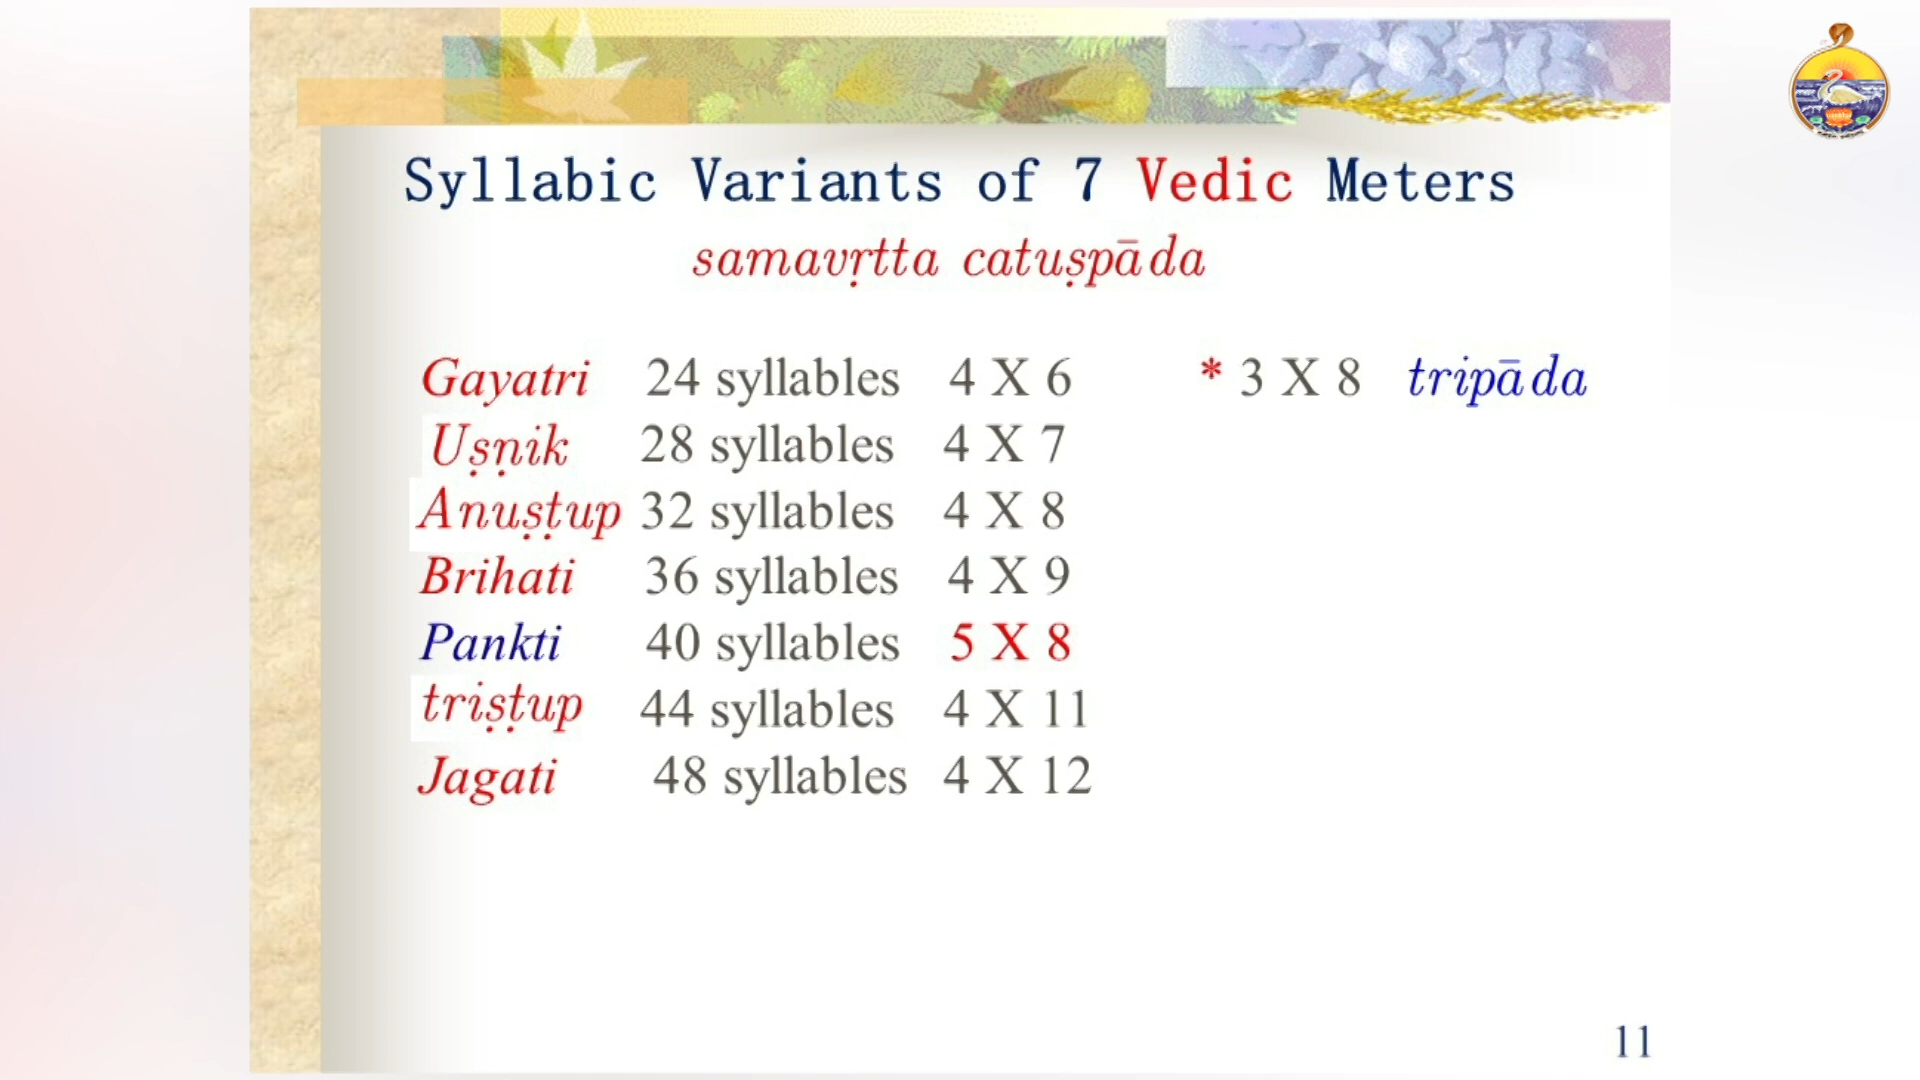 Syllabic Variants of 7 Vedic Meters
samavṛtta catuṣpāda
Gayatri 24 syllables 4 X 6 * 3 X 8 tripāda
Uṣṇik 28 syllables 4 X 7
Anuṣṭup 32 syllables 4 X 8
Brihati 36 syllables 4 X 9
Pankti 40 syllables 5 X 8
triṣṭup 44 syllables 4 X 11
Jagati 48 syllables 4 X 12
11